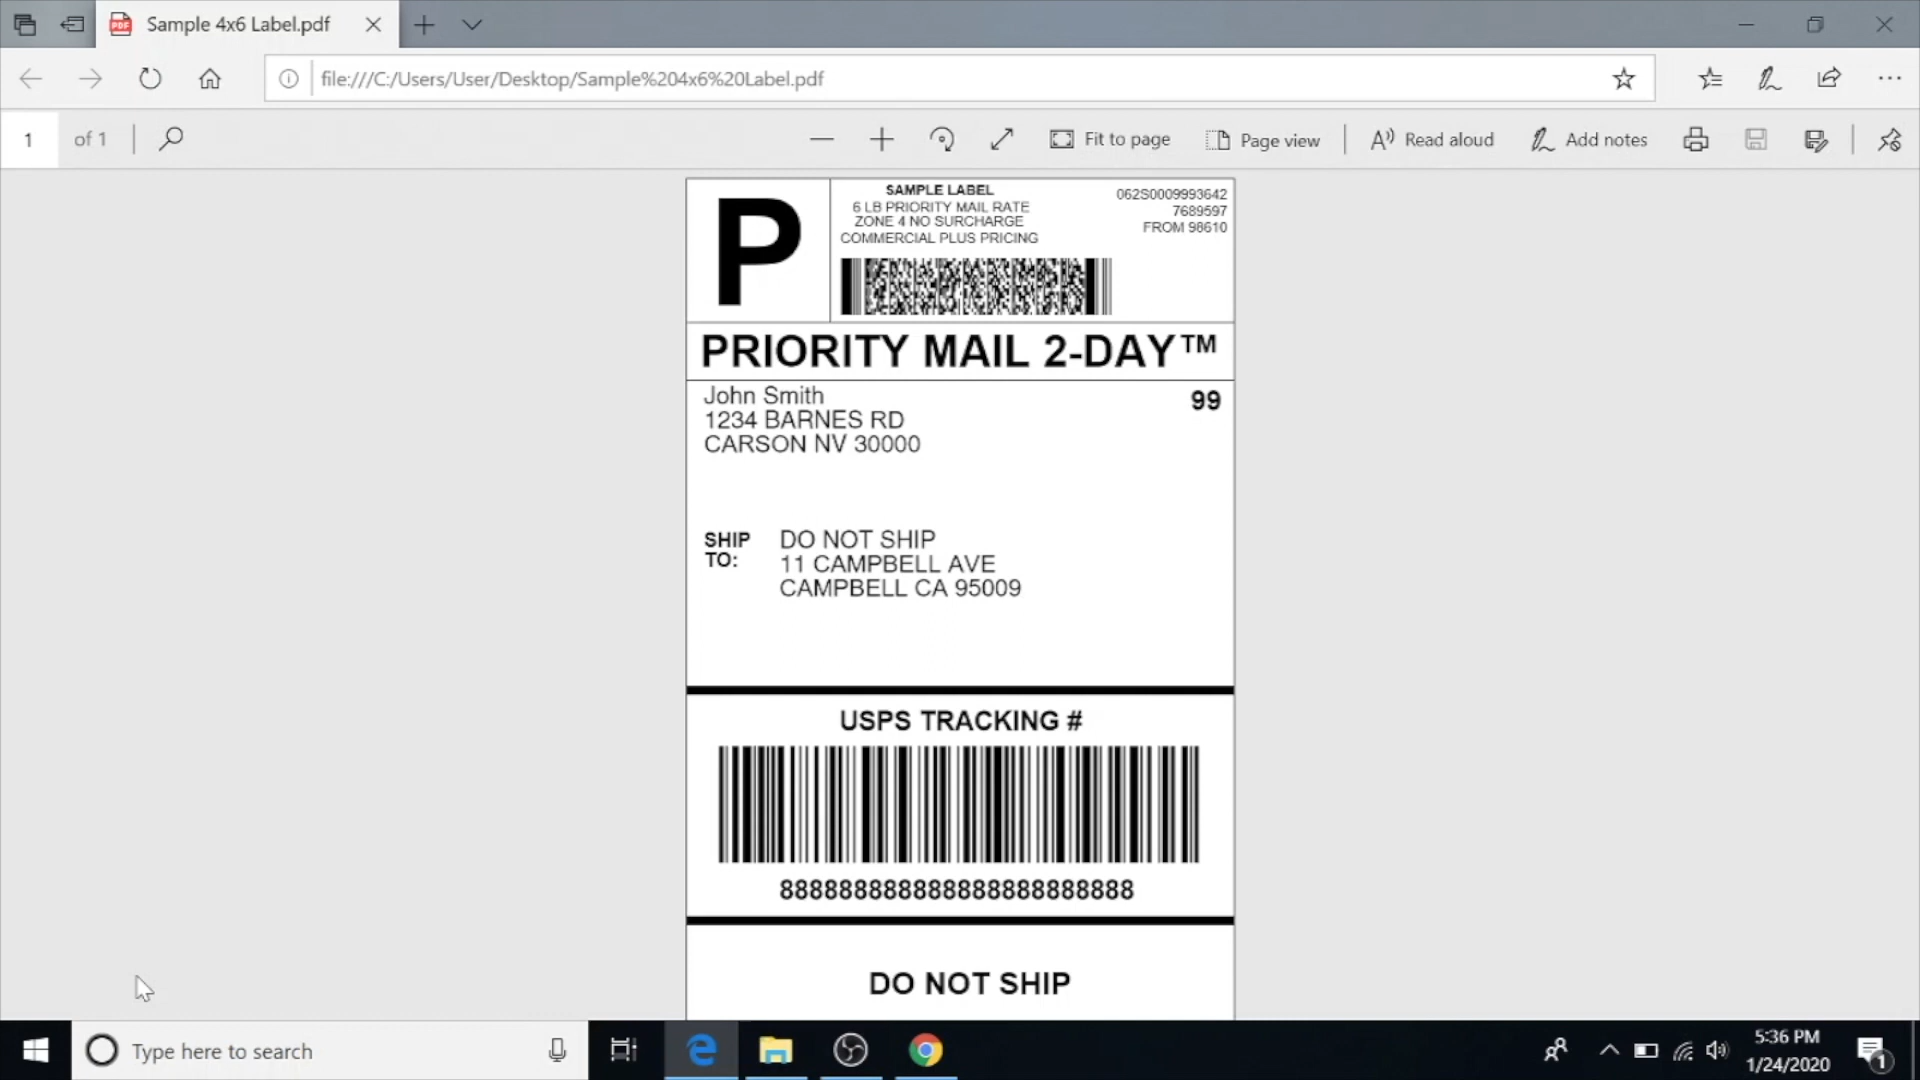 Sample 4x6 Label.pdf
file:///C:/Users/User/Desktop/Sample%204x6%20Label.pdf
1 of 1
Fit to page
Page view
Read aloud
Add notes
P
SAMPLE LABEL
6 LB PRIORITY MAIL RATE
ZONE 4 NO SURCHARGE
COMMERCIAL PLUS PRICING
062S0009993642
7689597
FROM 98610
PRIORITY MAIL 2-DAY™
John Smith
1234 BARNES RD
CARSON NV 30000
99
SHIP TO:
DO NOT SHIP
11 CAMPBELL AVE
CAMPBELL CA 95009
USPS TRACKING #
888888888888888888888888
DO NOT SHIP
Type here to search
5:36 PM
1/24/2020
1